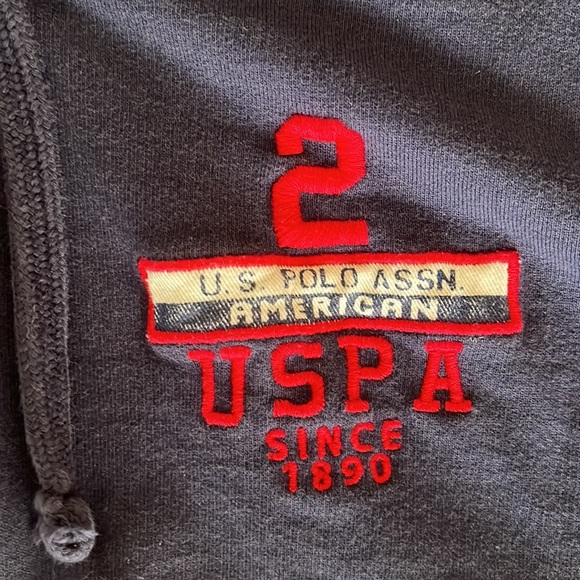 2
U.S. POLO ASSN.
AMERICAN
USPA
SINCE
1890